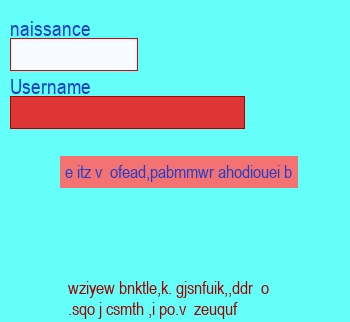 naissance
Username
e itz v  ofead,pabmmwr ahodiouei b
wziyew bnktle,k. gjsnfuik,,ddr  o
.sqo j csmth ,i po.v  zeuquf